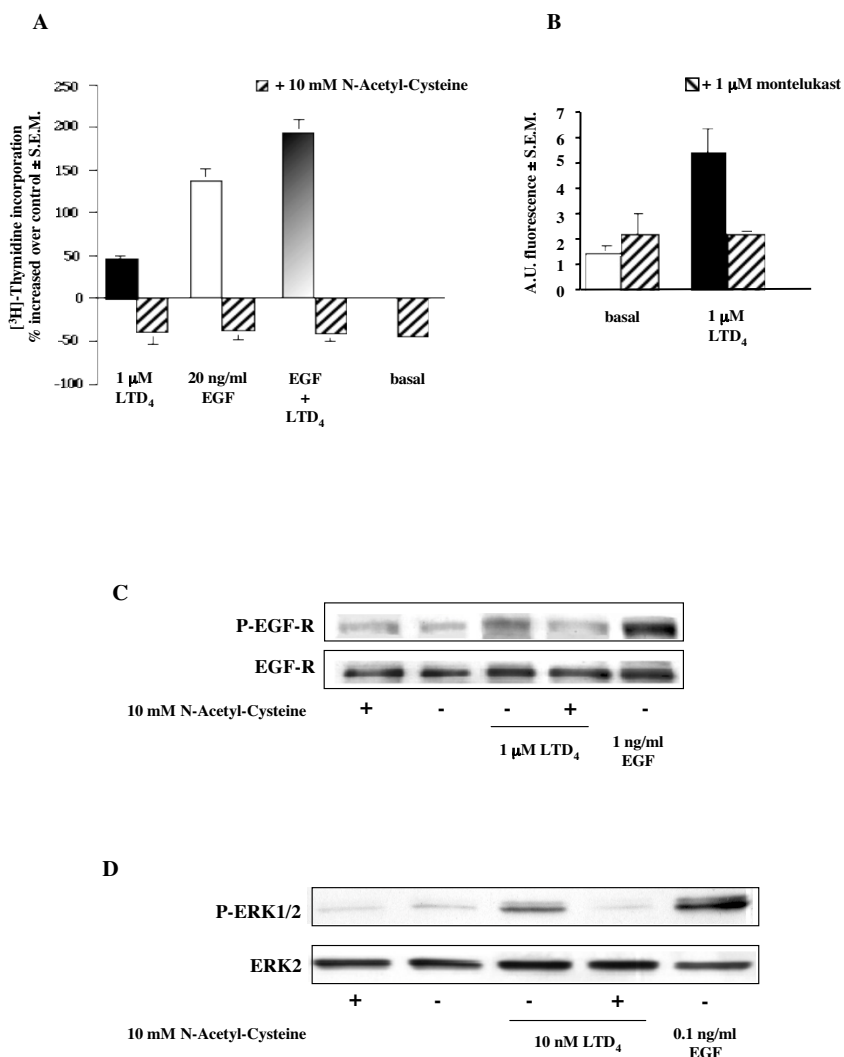 A
B
[³H]-Thymidine incorporation
% increased over control ± S.E.M.
250
200
150
100
50
0
-50
-100
+ 10 mM N-Acetyl-Cysteine
1 µM
LTD₄
20 ng/ml
EGF
EGF
+
LTD₄
basal
A.U. fluorescence ± S.E.M.
7
6
5
4
3
2
1
0
+ 1 µM montelukast
basal
1 µM
LTD₄
C
P-EGF-R
EGF-R
10 mM N-Acetyl-Cysteine + - - + -
1 µM LTD₄
1 ng/ml
EGF
D
P-ERK1/2
ERK2
+ - - + -
10 mM N-Acetyl-Cysteine
10 nM LTD₄
0.1 ng/ml
EGF